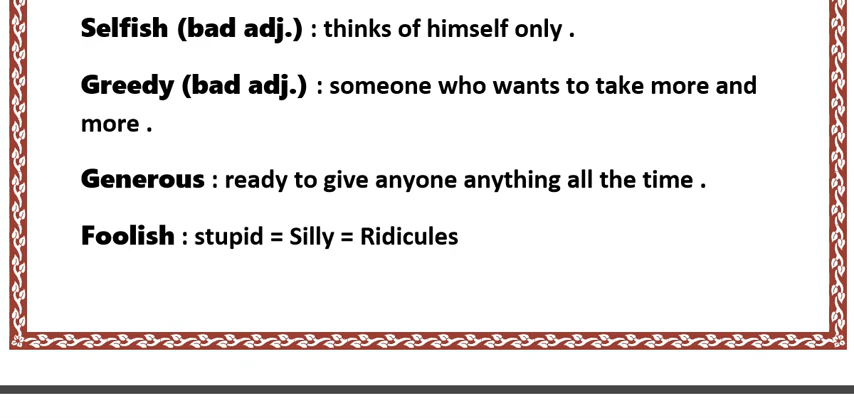 Selfish (bad adj.) : thinks of himself only .
Greedy (bad adj.) : someone who wants to take more and
more .
Generous : ready to give anyone anything all the time .
Foolish : stupid = Silly = Ridicules